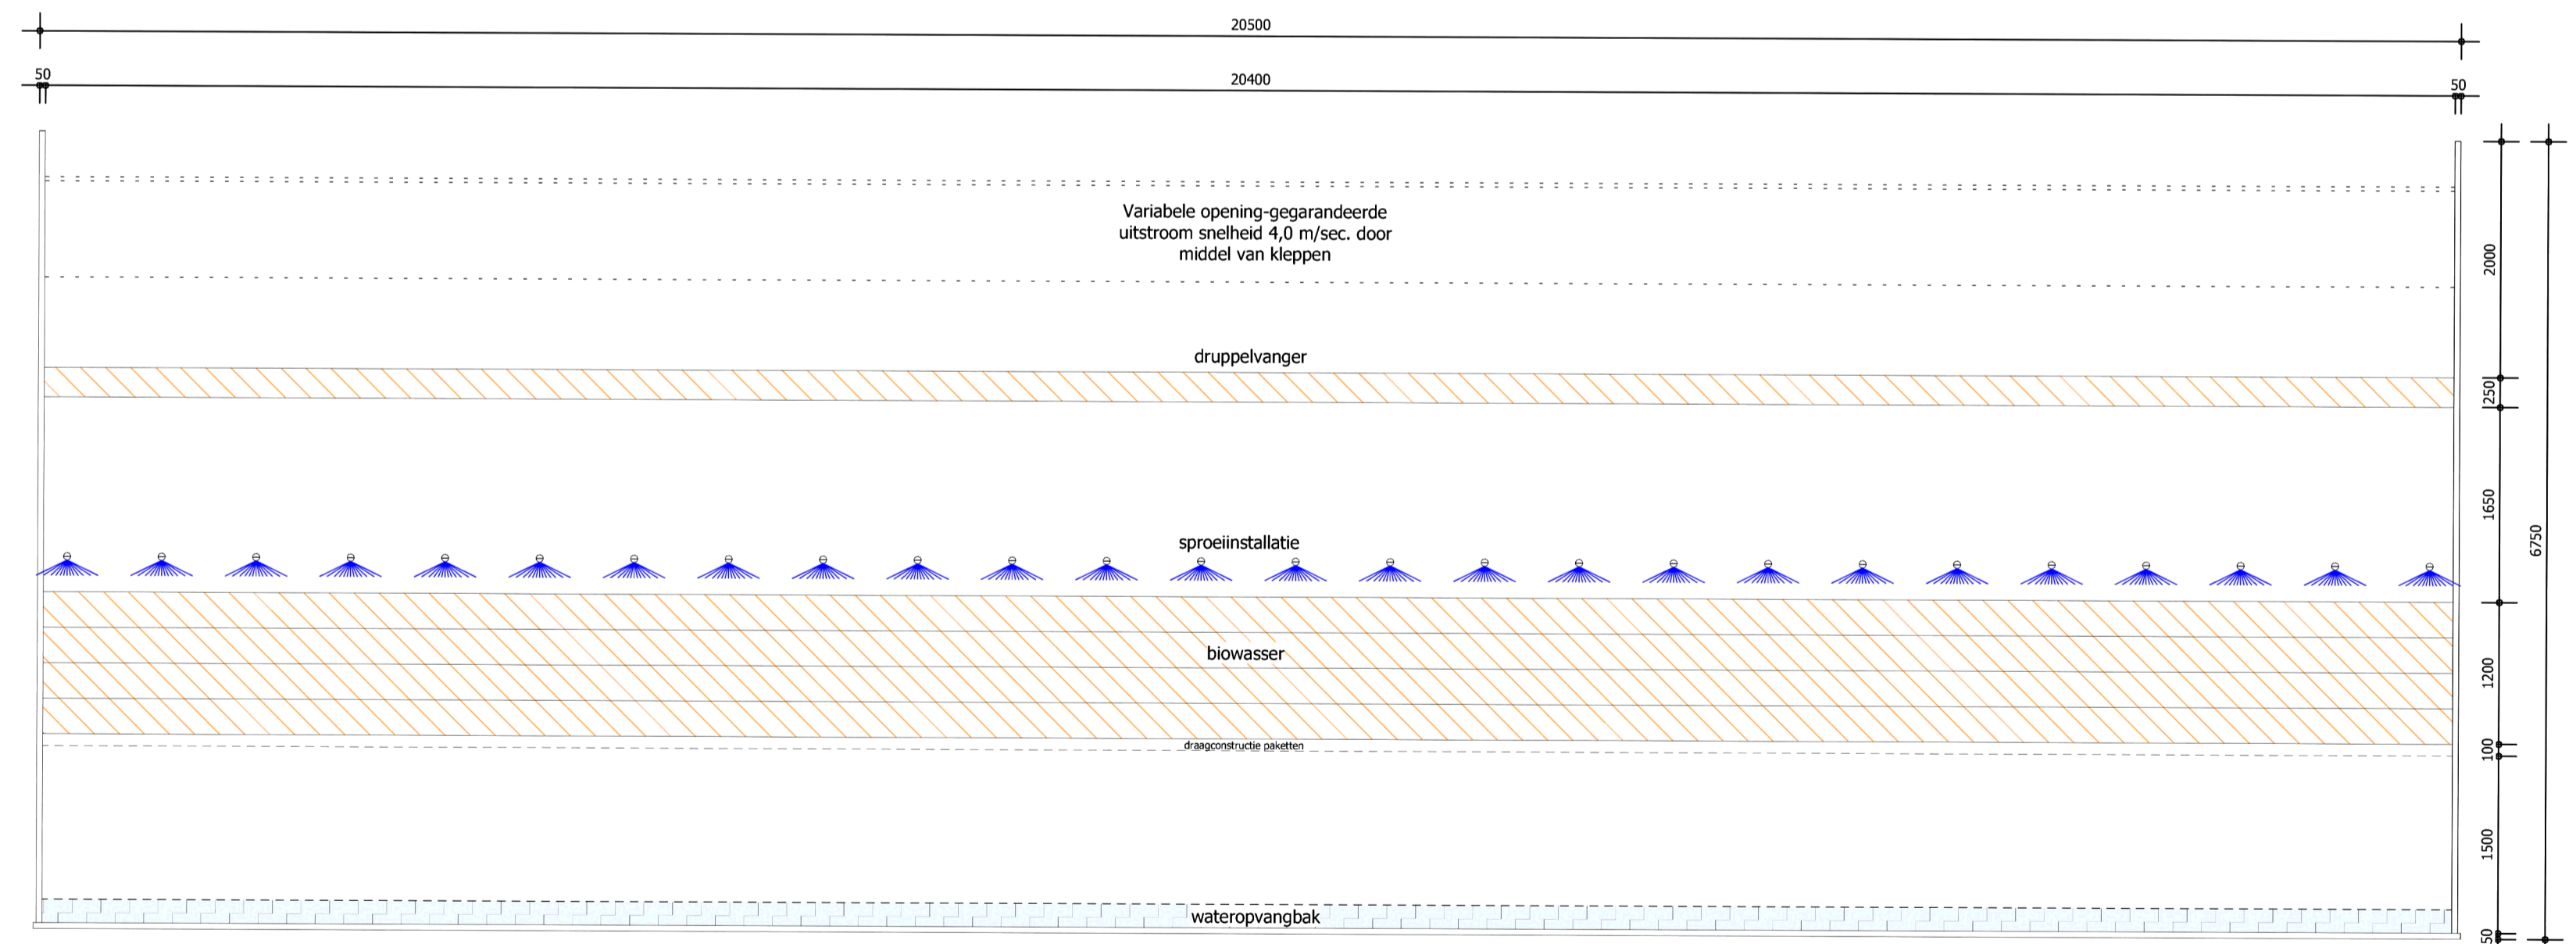 20500
50
20400
50
Variabele opening-gegarandeerde
uitstroom snelheid 4,0 m/sec. door
middel van kleppen
2000
druppelvanger
250
1650
6750
sproeiinstallatie
biowasser
1200
draagconstructie paketten
100
1500
wateropvangbak
50